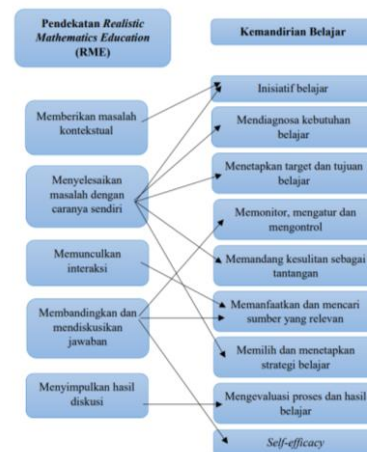 Pendekatan Realistic
Mathematics Education
(RME)
Memberikan masalah
kontekstual
Menyelesaikan
masalah dengan
caranya sendiri
Memunculkan
interaksi
Membandingkan dan
mendiskusikan
jawaban
Menyimpulkan hasil
diskusi
Kemandirian Belajar
Inisiatif belajar
Mendiagnosa kebutuhan
belajar
Menetapkan target dan tujuan
belajar
Memonitor, mengatur dan
mengontrol
Memandang kesulitan sebagai
tantangan
Memanfaatkan dan mencari
sumber yang relevan
Memilih dan menetapkan
strategi belajar
Mengevaluasi proses dan hasil
belajar
Self-efficacy